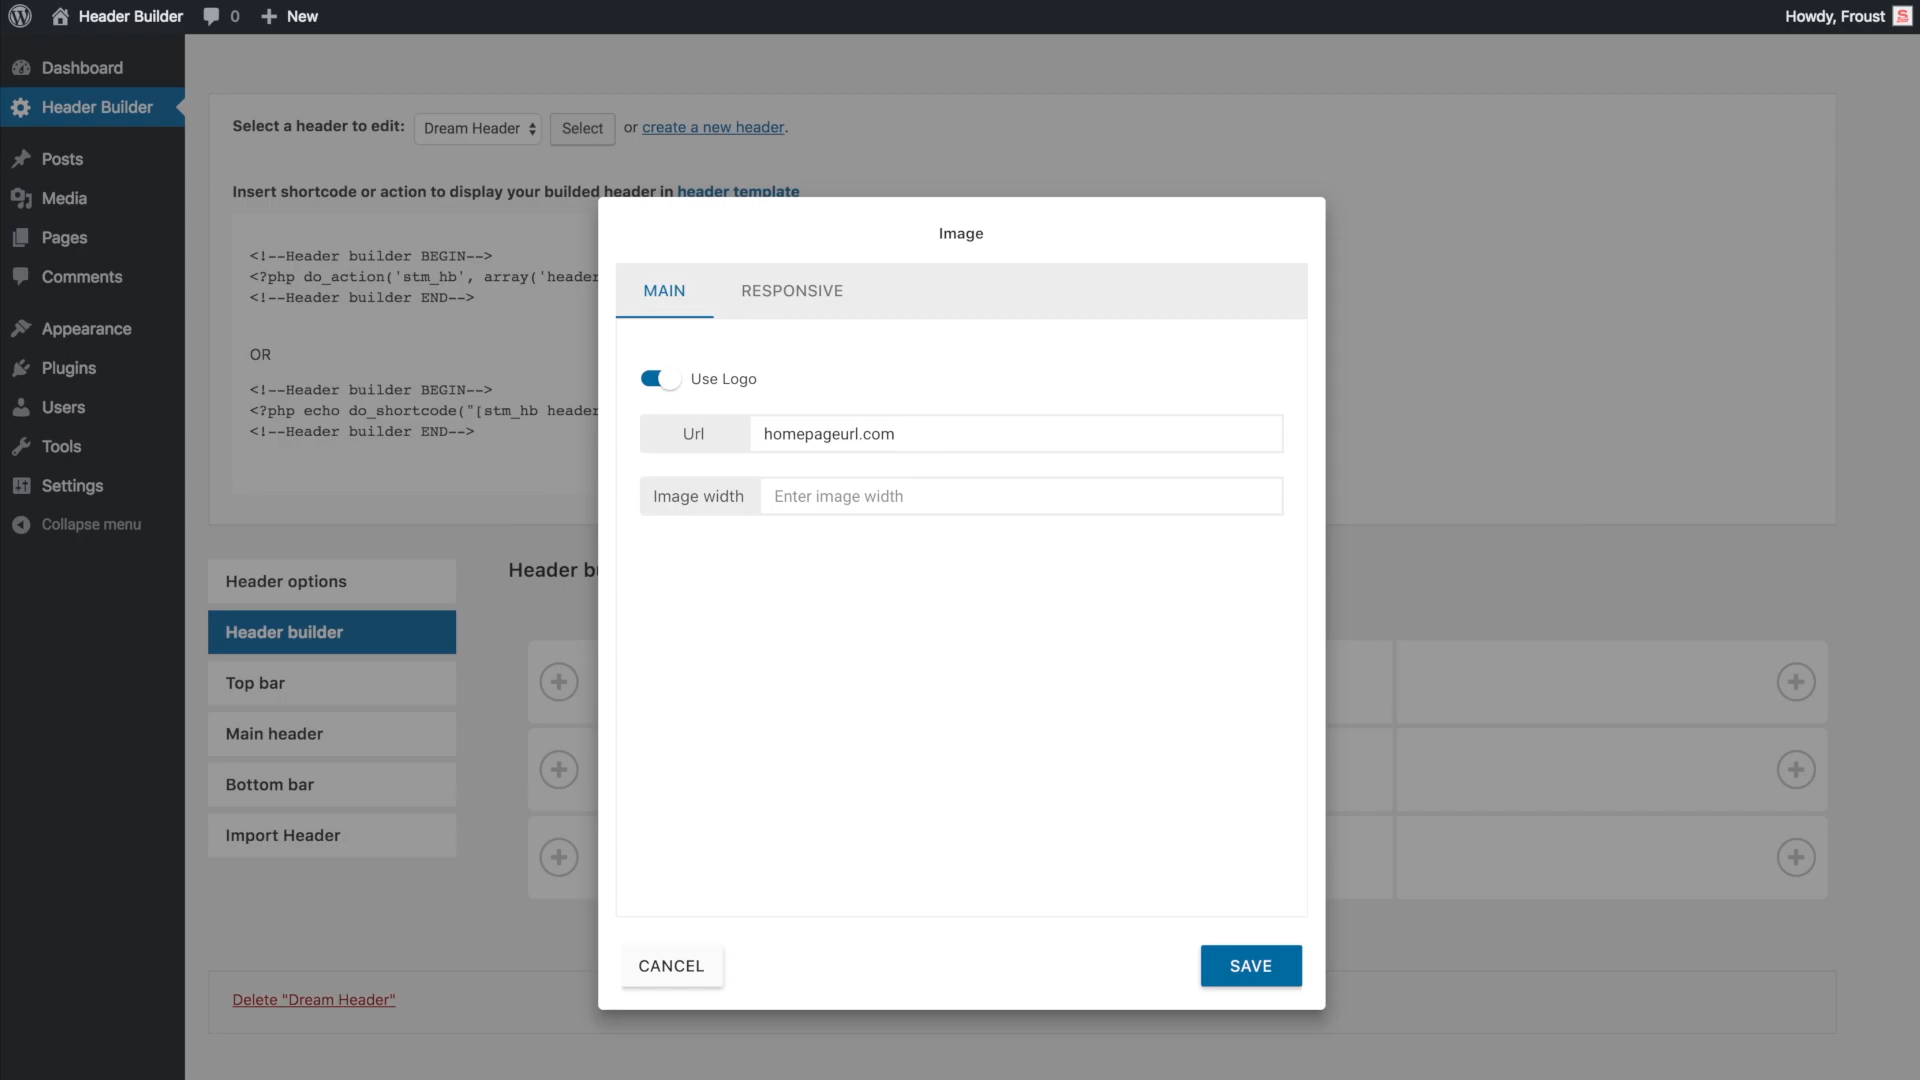 Header Builder
0
New
Howdy, Froust
Dashboard
Header Builder
Posts
Media
Pages
Comments
Appearance
Plugins
Users
Tools
Settings
Collapse menu
Select a header to edit: Dream Header Select or create a new header.
Insert shortcode or action to display your builded header in header template
<!--Header builder BEGIN-->
<?php do_action('stm_hb', array('header
<!--Header builder END-->
OR
<!--Header builder BEGIN-->
<?php echo do_shortcode("[stm_hb header
<!--Header builder END-->
Header options
Header builder
Top bar
Main header
Bottom bar
Import Header
Header b
Delete "Dream Header"
Image
MAIN RESPONSIVE
Use Logo
Url homepageurl.com
Image width Enter image width
CANCEL SAVE